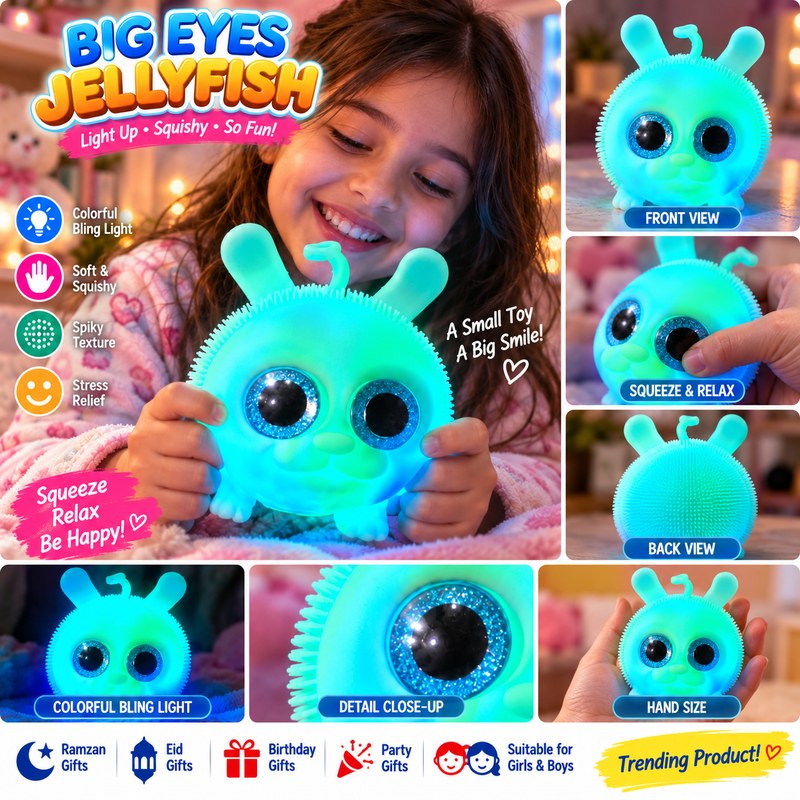 BIG EYES
JELLYFISH
Light Up • Squishy • So Fun!
Colorful
Bling Light
Soft &
Squishy
Spiky
Texture
Stress
Relief
A Small Toy
A Big Smile!
Squeeze
Relax
Be Happy!
FRONT VIEW
SQUEEZE & RELAX
BACK VIEW
COLORFUL BLING LIGHT
DETAIL CLOSE-UP
HAND SIZE
Ramzan
Gifts
Eid
Gifts
Birthday
Gifts
Party
Gifts
Suitable for
Girls & Boys
Trending Product!